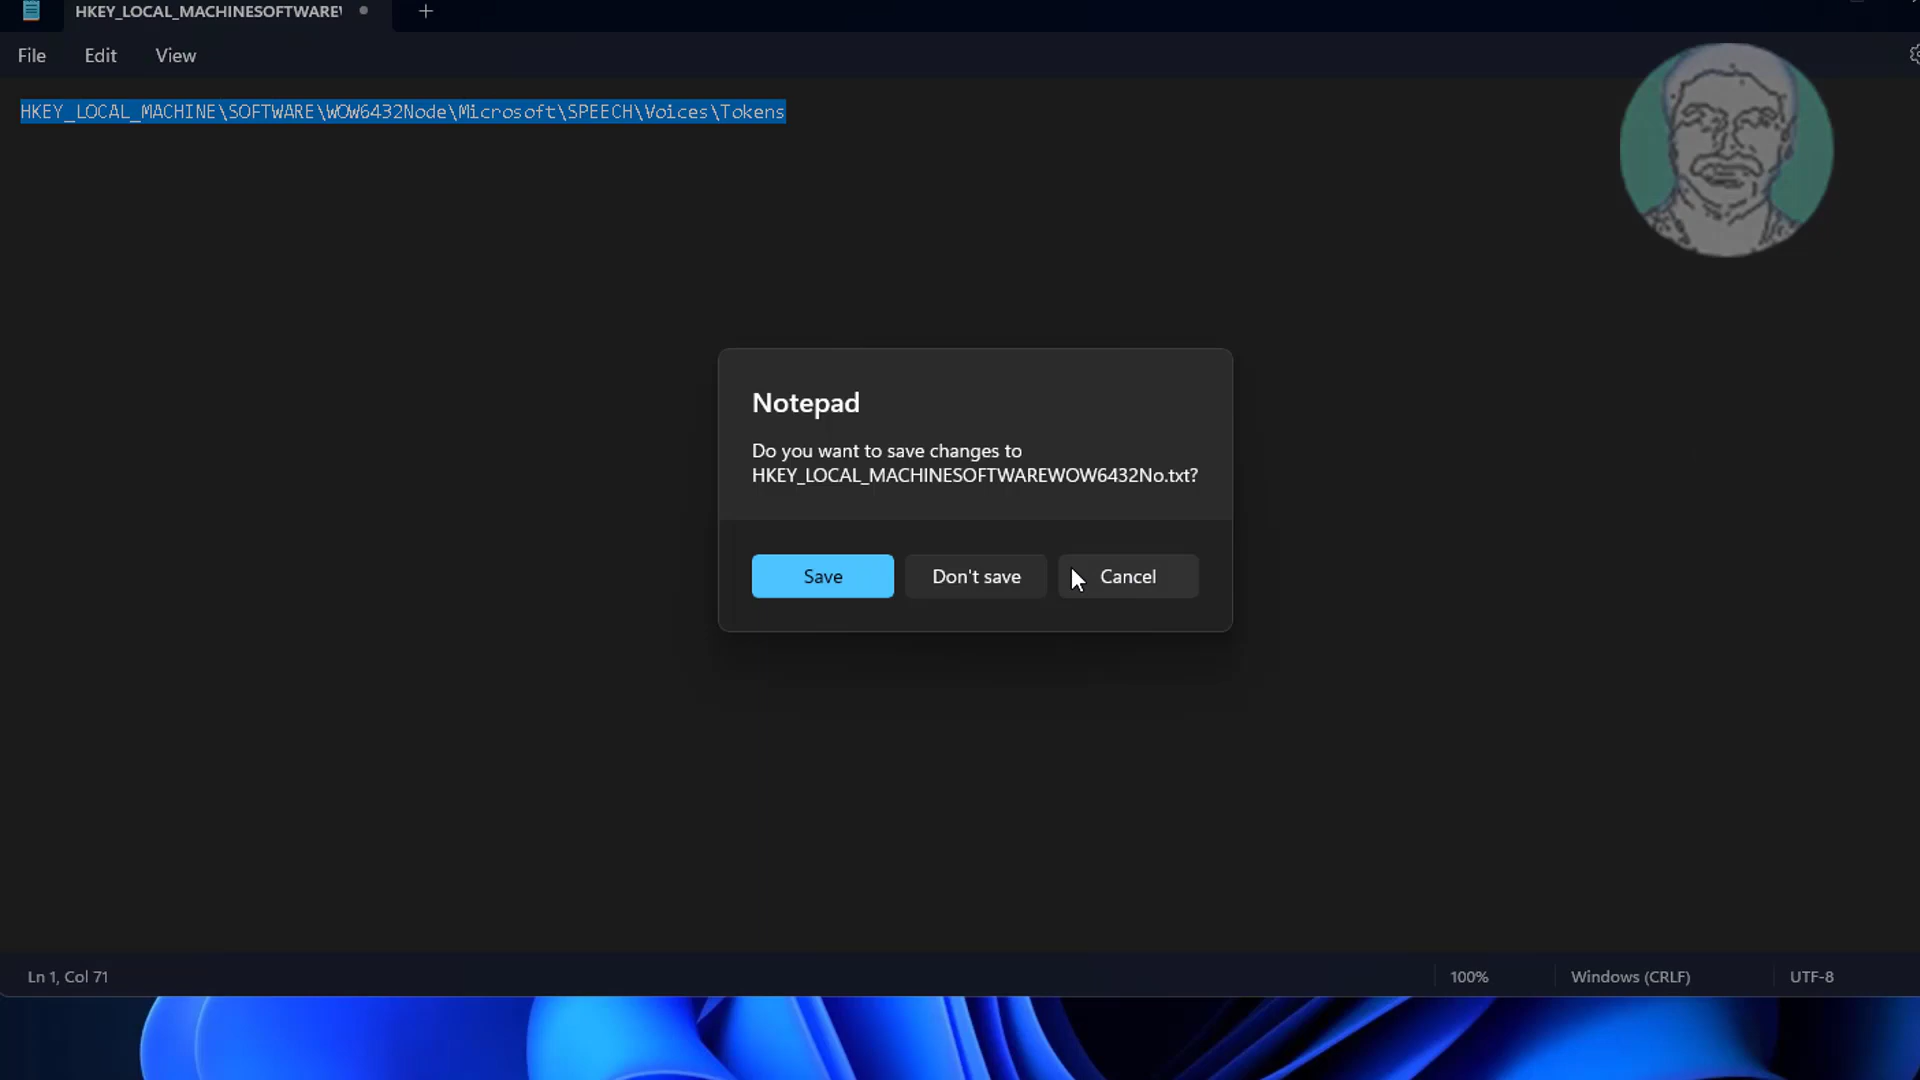 HKEY_LOCAL_MACHINESOFTWAREW
File Edit View
HKEY_LOCAL_MACHINE\SOFTWARE\WOW6432Node\Microsoft\SPEECH\Voices\Tokens
Notepad
Do you want to save changes to
HKEY_LOCAL_MACHINESOFTWAREWOW6432No.txt?
Save Don't save Cancel
Ln 1, Col 71 100% Windows (CRLF) UTF-8